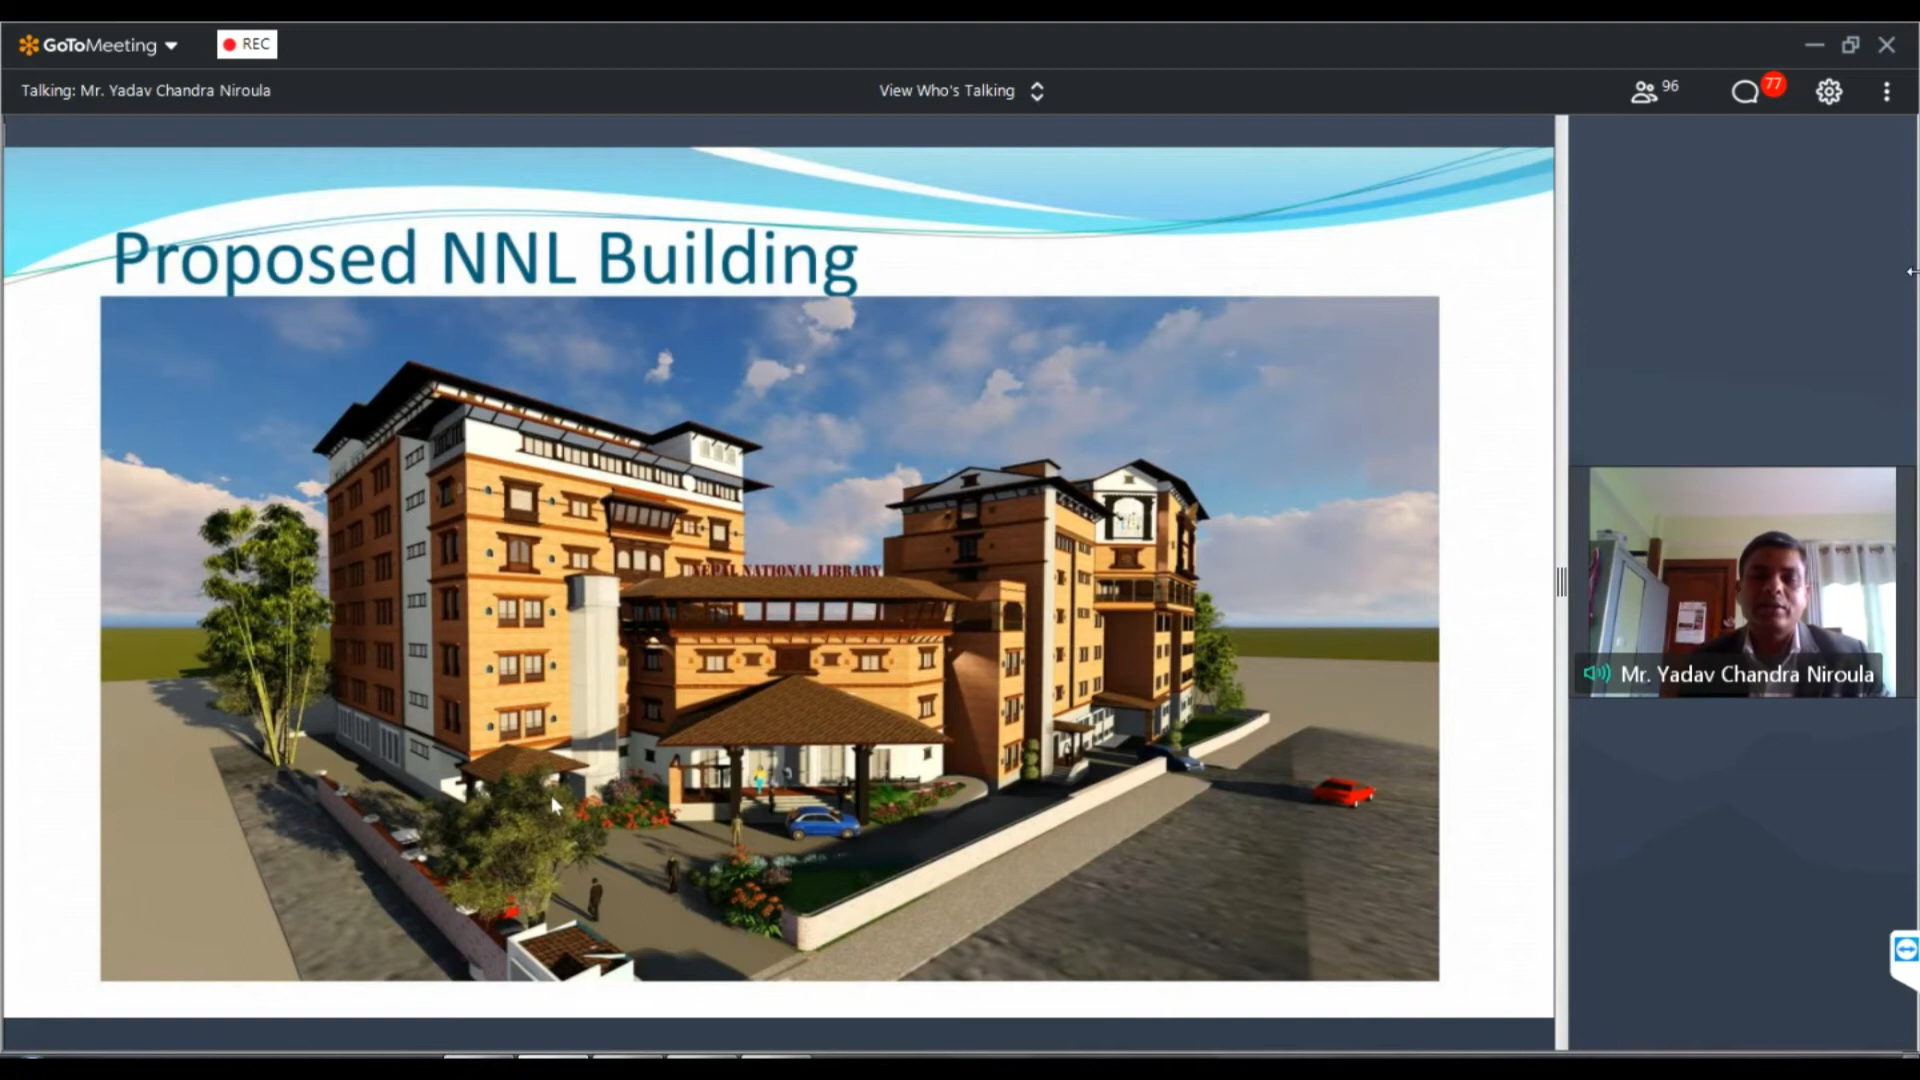 GoToMeeting
REC
Talking: Mr. Yadav Chandra Niroula
View Who's Talking
96
77
Proposed NNL Building
NEPAL NATIONAL LIBRARY
Mr. Yadav Chandra Niroula